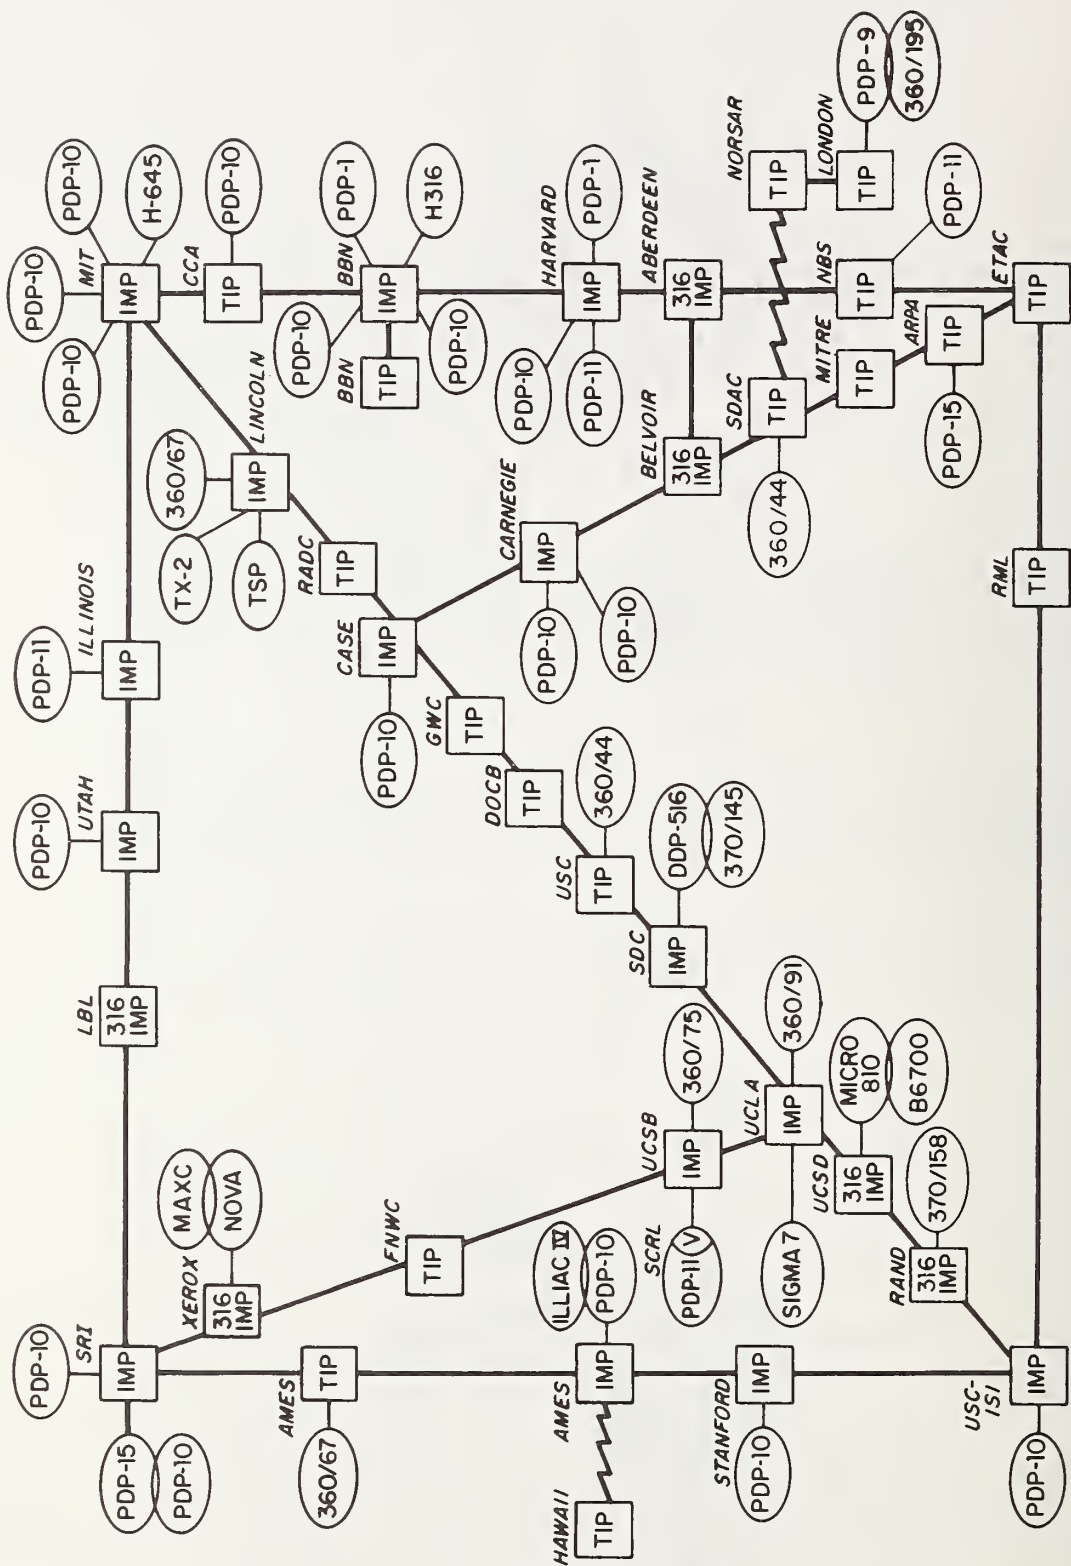 PDP-10
SRI
IMP
PDP-15
PDP-10
XEROX
316
IMP
MAXC
NOVA
LBL
316
IMP
UTAH
IMP
PDP-10
ILLINOIS
IMP
PDP-11
MIT
IMP
PDP-10
PDP-10
PDP-10
H-645
CCA
TIP
PDP-10
LINCOLN
IMP
360/67
TX-2
TSP
RADC
TIP
BBN
IMP
PDP-1
H316
PDP-10
PDP-10
BBN
TIP
AMES
TIP
360/67
FNWC
TIP
CASE
IMP
PDP-10
GWC
TIP
DOCB
TIP
USC
TIP
360/44
SDC
IMP
DDP-516
370/145
CARNEGIE
IMP
PDP-10
PDP-10
HARVARD
IMP
PDP-1
PDP-10
PDP-11
ABERDEEN
316
IMP
BELVOIR
316
IMP
SDAC
TIP
360/44
NORSAR
TIP
LONDON
TIP
PDP-9
360/195
MITRE
TIP
NBS
TIP
PDP-11
ARPA
TIP
PDP-15
ETAC
TIP
RML
TIP
HAWAII
TIP
AMES
IMP
ILLIAC IV
PDP-10
SCRL
PDP-11(V)
UCSB
IMP
360/75
UCLA
IMP
360/91
SIGMA 7
STANFORD
IMP
PDP-10
UCSD
316
IMP
MICRO
810
B6700
RAND
316
IMP
370/158
USC-
ISI
IMP
PDP-10